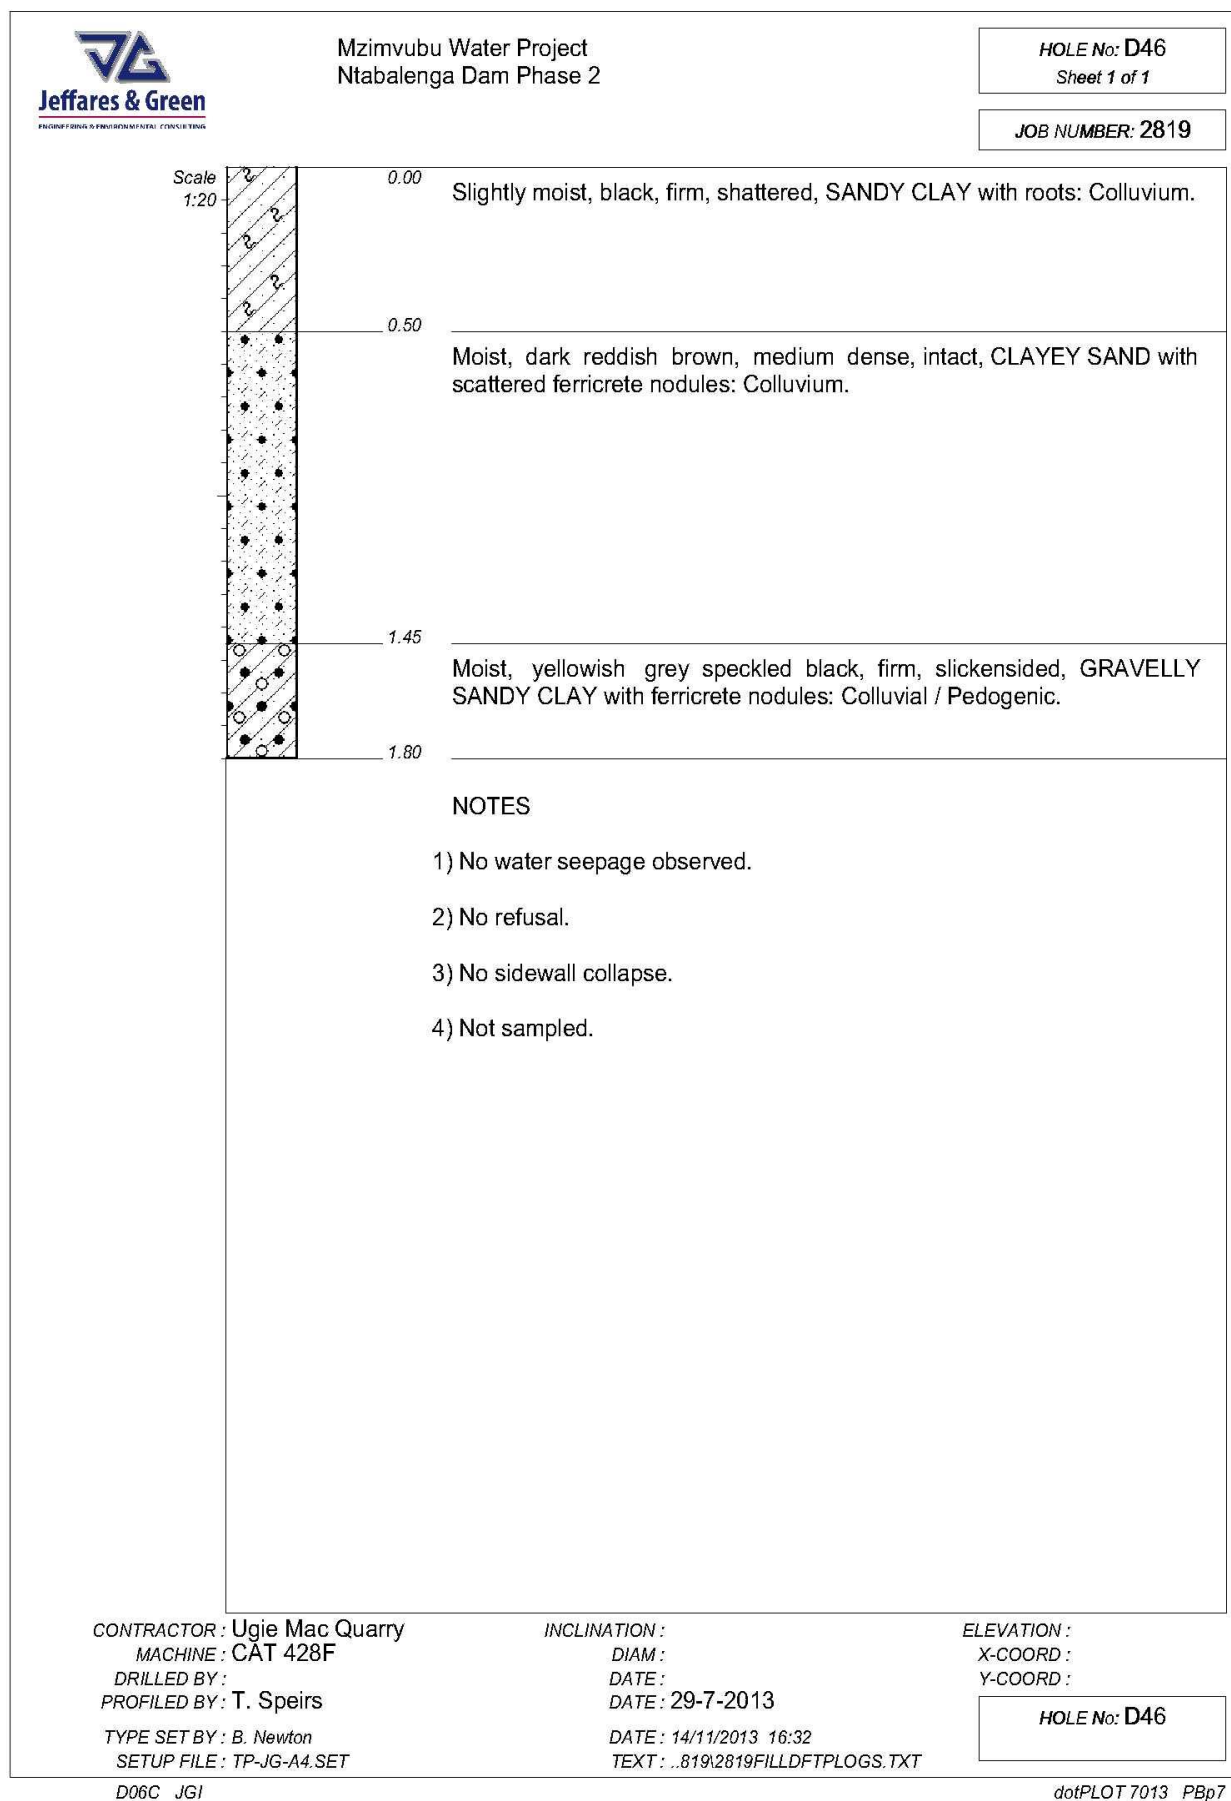 Jeffares & Green
ENGINEERING & ENVIRONMENTAL CONSULTING
Mzimvubu Water Project
Ntabalenga Dam Phase 2
HOLE No: D46
Sheet 1 of 1
JOB NUMBER: 2819
Scale
1:20
0.00
Slightly moist, black, firm, shattered, SANDY CLAY with roots: Colluvium.
0.50
Moist, dark reddish brown, medium dense, intact, CLAYEY SAND with
scattered ferricrete nodules: Colluvium.
1.45
Moist, yellowish grey speckled black, firm, slickensided, GRAVELLY
SANDY CLAY with ferricrete nodules: Colluvial / Pedogenic.
1.80
NOTES
1) No water seepage observed.
2) No refusal.
3) No sidewall collapse.
4) Not sampled.
CONTRACTOR : Ugie Mac Quarry
MACHINE : CAT 428F
DRILLED BY :
PROFILED BY : T. Speirs
TYPE SET BY : B. Newton
SETUP FILE : TP-JG-A4.SET
INCLINATION :
DIAM :
DATE :
DATE : 29-7-2013
DATE : 14/11/2013 16:32
TEXT : ..819\2819FILLDFTPLOGS.TXT
ELEVATION :
X-COORD :
Y-COORD :
HOLE No: D46
D06C JGI
dotPLOT 7013 PBp7